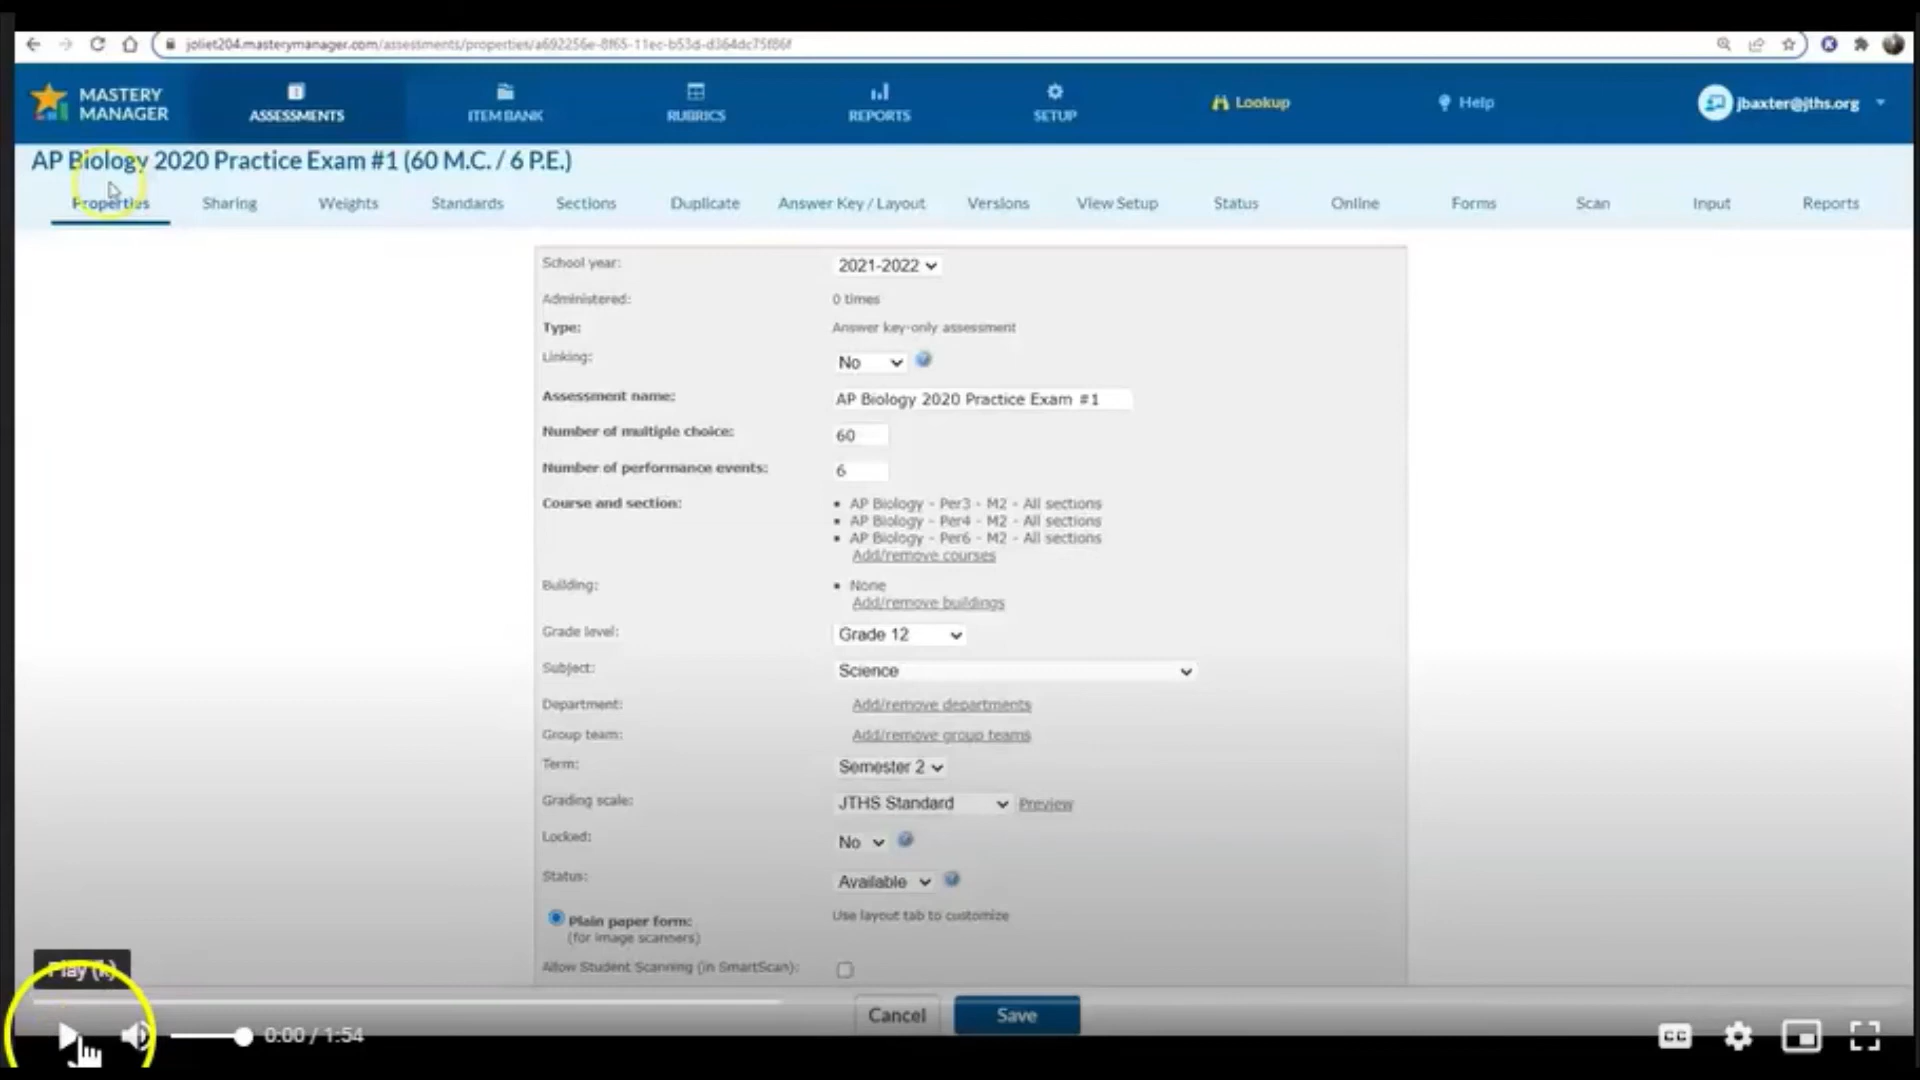 joliet204.masterymanager.com/assessments/properties/a692256e-8f65-11ec-b53d-d364dc75f86f
MASTERY MANAGER
ASSESSMENTS
ITEM BANK
RUBRICS
REPORTS
SETUP
Lookup
Help
jbaxter@jths.org
AP Biology 2020 Practice Exam #1 (60 M.C. / 6 P.E.)
Properties Sharing Weights Standards Sections Duplicate Answer Key / Layout Versions View Setup Status Online Forms Scan Input Reports
School year: 2021-2022
Administered: 0 times
Type: Answer key-only assessment
Linking: No
Assessment name: AP Biology 2020 Practice Exam #1
Number of multiple choice: 60
Number of performance events: 6
Course and section: AP Biology - Per3 - M2 - All sections
AP Biology - Per4 - M2 - All sections
AP Biology - Per6 - M2 - All sections
Add/remove courses
Building: None
Add/remove buildings
Grade level: Grade 12
Subject: Science
Department: Add/remove departments
Group team: Add/remove group teams
Term: Semester 2
Grading scale: JTHS Standard Preview
Locked: No
Status: Available
Plain paper form: Use layout tab to customize
(for image scanners)
Allow Student Scanning (in SmartScan):
Play (k)
Cancel Save
0:00 / 1:54
CC